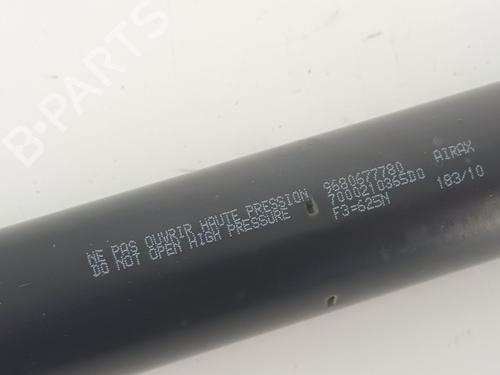 B-PARTS
NE PAS OUVRIR HAUTE PRESSION 9680677780 AIRAX
DO NOT OPEN HIGH PRESSURE 7000210365D0 183/10
F3=625N